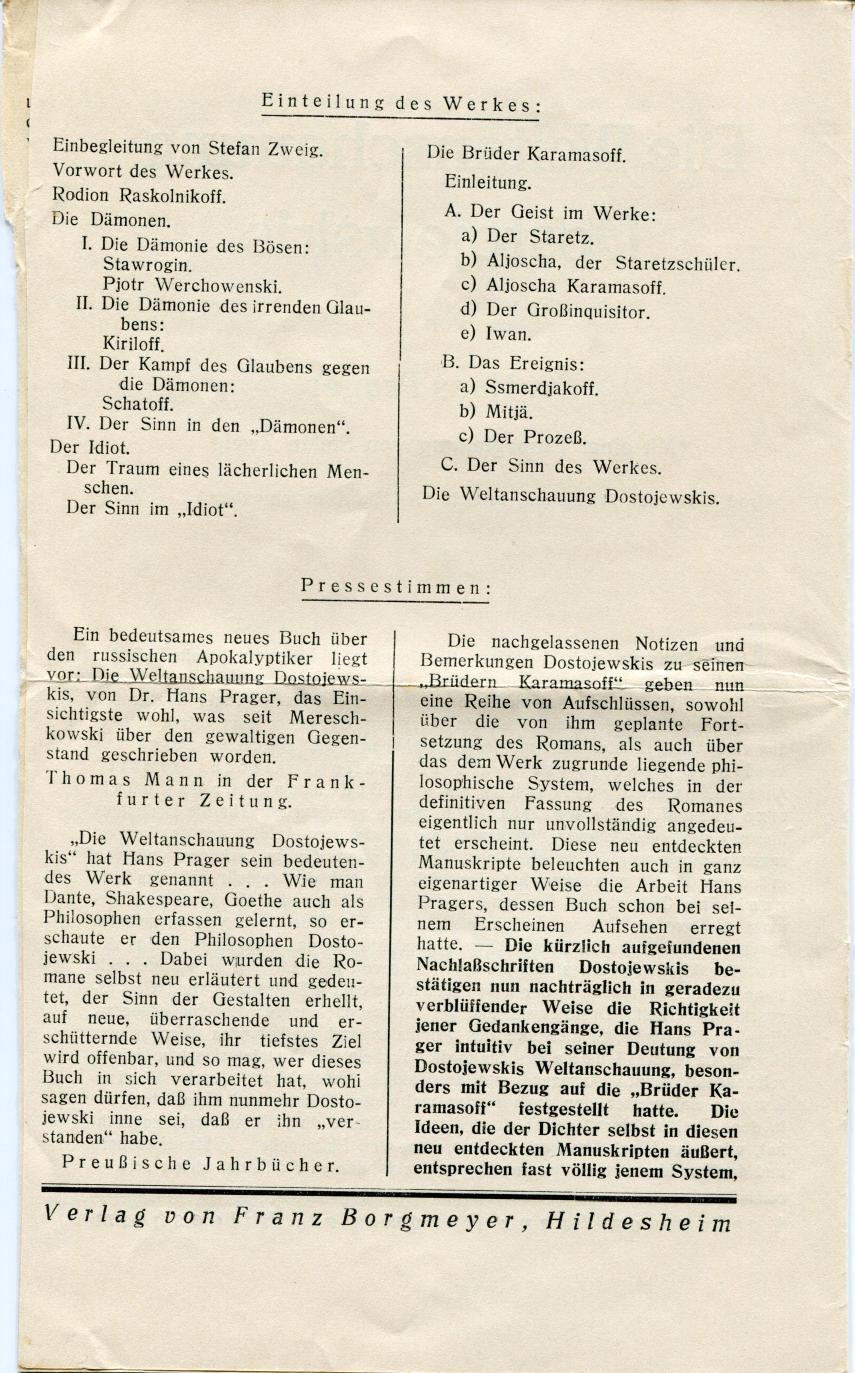 Einteilung des Werkes:
Einbegleitung von Stefan Zweig.
Vorwort des Werkes.
Rodion Raskolnikoff.
Die Dämonen.
I. Die Dämonie des Bösen:
Stawrogin.
Pjotr Werchowenski.
II. Die Dämonie des irrenden Glau-
bens:
Kiriloff.
III. Der Kampf des Glaubens gegen
die Dämonen:
Schatoff.
IV. Der Sinn in den „Dämonen“.
Der Idiot.
Der Traum eines lächerlichen Men-
schen.
Der Sinn im „Idiot“.
Die Brüder Karamasoff.
Einleitung.
A. Der Geist im Werke:
a) Der Staretz.
b) Aljoscha, der Staretzschüler.
c) Aljoscha Karamasoff.
d) Der Großinquisitor.
e) Iwan.
B. Das Ereignis:
a) Ssmerdjakoff.
b) Mitjä.
c) Der Prozeß.
C. Der Sinn des Werkes.
Die Weltanschauung Dostojewskis.
Pressestimmen:
Ein bedeutsames neues Buch über
den russischen Apokalyptiker liegt
vor: Die Weltanschauung Dostojews-
kis, von Dr. Hans Prager, das Ein-
sichtigste wohl, was seit Meresch-
kowski über den gewaltigen Gegen-
stand geschrieben worden.
Thomas Mann in der Frank-
furter Zeitung.
„Die Weltanschauung Dostojews-
kis“ hat Hans Prager sein bedeuten-
des Werk genannt . . . Wie man
Dante, Shakespeare, Goethe auch als
Philosophen erfassen gelernt, so er-
schaute er den Philosophen Dosto-
jewski . . . Dabei wurden die Ro-
mane selbst neu erläutert und gedeu-
tet, der Sinn der Gestalten erhellt,
auf neue, überraschende und er-
schütternde Weise, ihr tiefstes Ziel
wird offenbar, und so mag, wer dieses
Buch in sich verarbeitet hat, wohl
sagen dürfen, daß ihm nunmehr Dosto-
jewski inne sei, daß er ihn „ver-
standen“ habe.
Preußische Jahrbücher.
Die nachgelassenen Notizen und
Bemerkungen Dostojewskis zu seinen
„Brüdern Karamasoff“ geben nun
eine Reihe von Aufschlüssen, sowohl
über die von ihm geplante Fort-
setzung des Romans, als auch über
das dem Werk zugrunde liegende phi-
losophische System, welches in der
definitiven Fassung des Romanes
eigentlich nur unvollständig angedeu-
tet erscheint. Diese neu entdeckten
Manuskripte beleuchten auch in ganz
eigenartiger Weise die Arbeit Hans
Pragers, dessen Buch schon bei sei-
nem Erscheinen Aufsehen erregt
hatte. — Die kürzlich aufgefundenen
Nachlaßschriften Dostojewskis be-
stätigen nun nachträglich in geradezu
verblüffender Weise die Richtigkeit
jener Gedankengänge, die Hans Pra-
ger intuitiv bei seiner Deutung von
Dostojewskis Weltanschauung, beson-
ders mit Bezug auf die „Brüder Ka-
ramasoff“ festgestellt hatte. Die
Ideen, die der Dichter selbst in diesen
neu entdeckten Manuskripten äußert,
entsprechen fast völlig jenem System,
Verlag von Franz Borgmeyer, Hildesheim